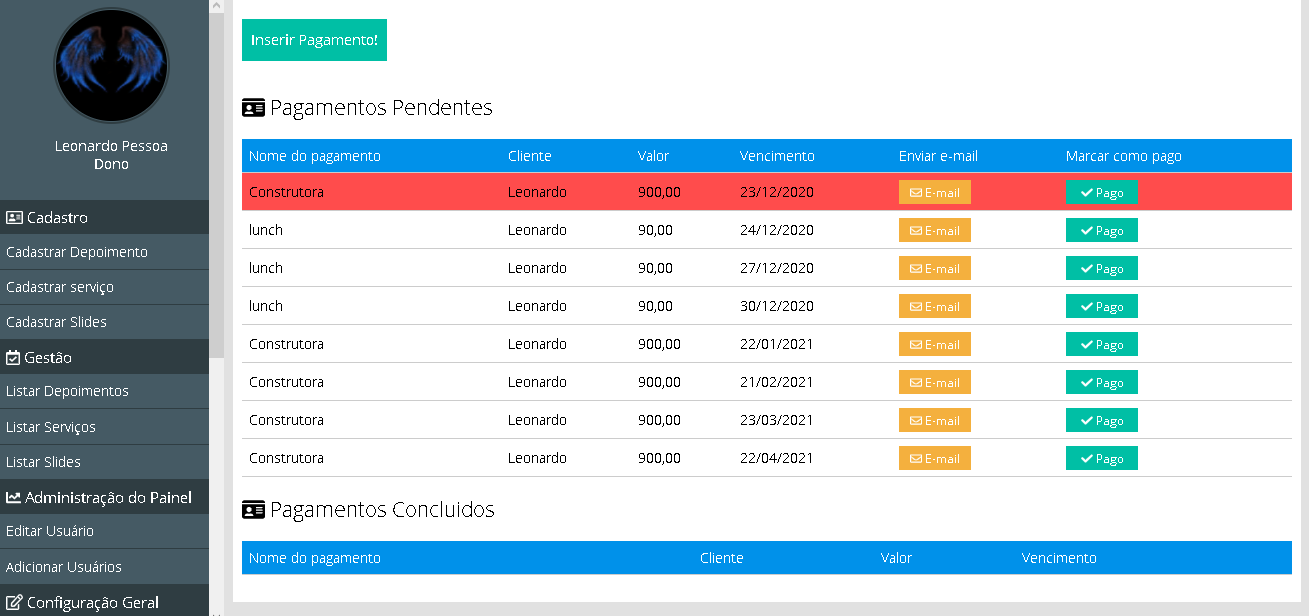 Leonardo Pessoa
Dono
Cadastro
Cadastrar Depoimento
Cadastrar serviço
Cadastrar Slides
Gestão
Listar Depoimentos
Listar Serviços
Listar Slides
Administração do Painel
Editar Usuário
Adicionar Usuários
Configuração Geral
Inserir Pagamento!
Pagamentos Pendentes
Nome do pagamento Cliente Valor Vencimento Enviar e-mail Marcar como pago
Construtora Leonardo 900,00 23/12/2020 E-mail Pago
lunch Leonardo 90,00 24/12/2020 E-mail Pago
lunch Leonardo 90,00 27/12/2020 E-mail Pago
lunch Leonardo 90,00 30/12/2020 E-mail Pago
Construtora Leonardo 900,00 22/01/2021 E-mail Pago
Construtora Leonardo 900,00 21/02/2021 E-mail Pago
Construtora Leonardo 900,00 23/03/2021 E-mail Pago
Construtora Leonardo 900,00 22/04/2021 E-mail Pago
Pagamentos Concluidos
Nome do pagamento Cliente Valor Vencimento